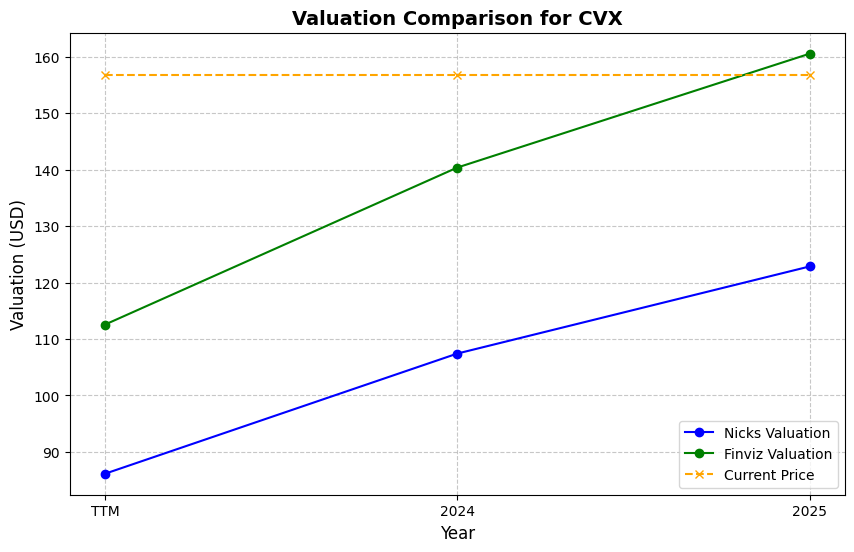 Valuation Comparison for CVX
Valuation (USD)
160
150
140
130
120
110
100
90
TTM
2024
2025
Year
Nicks Valuation
Finviz Valuation
Current Price